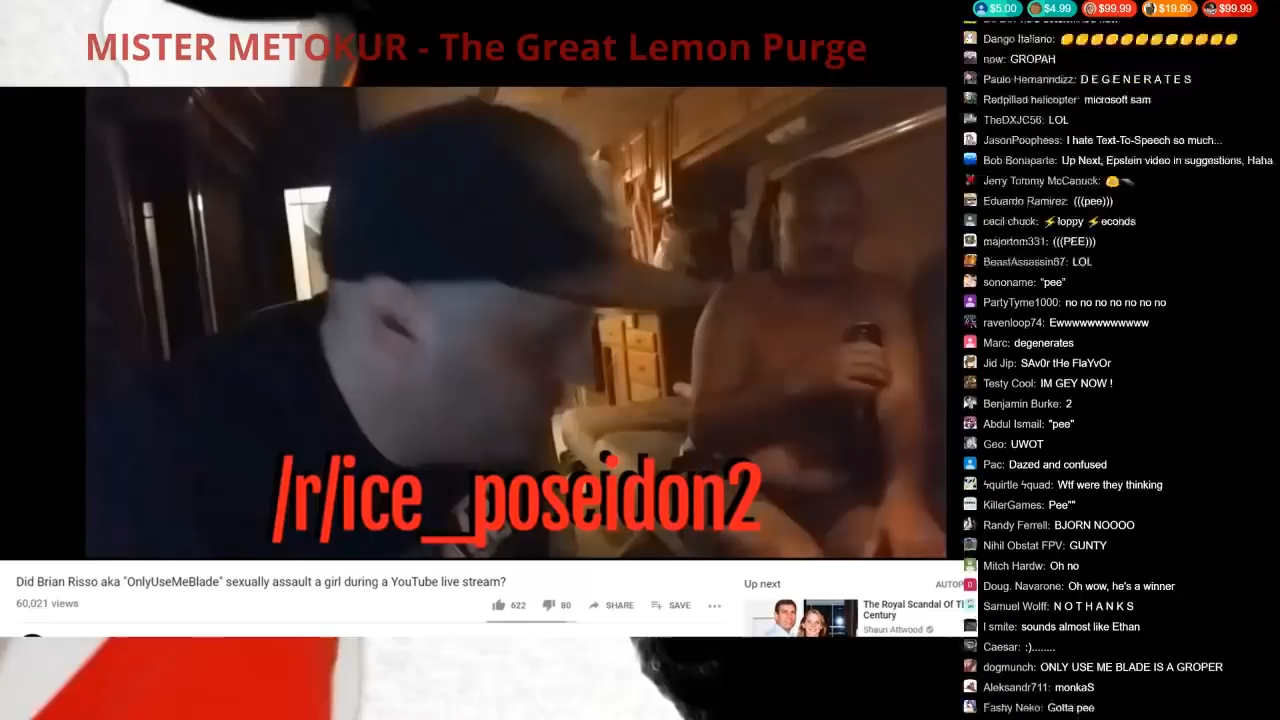 MISTER METOKUR - The Great Lemon Purge
$5.00 $4.99 $99.99 $19.99 $99.99
Dango Italiano:
now: GROPAH
Paulo Hernanndizz: D E G E N E R A T E S
Redpilled helicopter: microsoft sam
TheDXJC56: LOL
JasonPoophess: I hate Text-To-Speech so much...
Bob Bonaparte: Up Next, Epstein video in suggestions, Haha
Jerry Tommy McCanuck:
Eduardo Ramirez: (((pee)))
cecil chuck: ⚡loppy ⚡econds
majortom331: (((PEE)))
BeastAssassin67: LOL
sononame: "pee"
PartyTyme1000: no no no no no no no
ravenloop74: Ewwwwwwwwwwww
Marc: degenerates
Jid Jip: SAv0r tHe FlaYvOr
Testy Cool: IM GEY NOW !
Benjamin Burke: 2
Abdul Ismail: "pee"
Geo: UWOT
Pac: Dazed and confused
ϟquirtle ϟquad: Wtf were they thinking
KillerGames: Pee""
Randy Ferrell: BJORN NOOOO
Nihil Obstat FPV: GUNTY
Mitch Hardw: Oh no
Doug. Navarone: Oh wow, he's a winner
Samuel Wolff: N O T H A N K S
I smite: sounds almost like Ethan
Caesar: :)........
dogmunch: ONLY USE ME BLADE IS A GROPER
Aleksandr711: monkaS
Fashy Neko: Gotta pee
/r/ice_poseidon2
Did Brian Risso aka "OnlyUseMeBlade" sexually assault a girl during a YouTube live stream?
60,021 views
622 80 SHARE SAVE
Up next AUTOP
The Royal Scandal Of Th
Century
Shaun Attwood